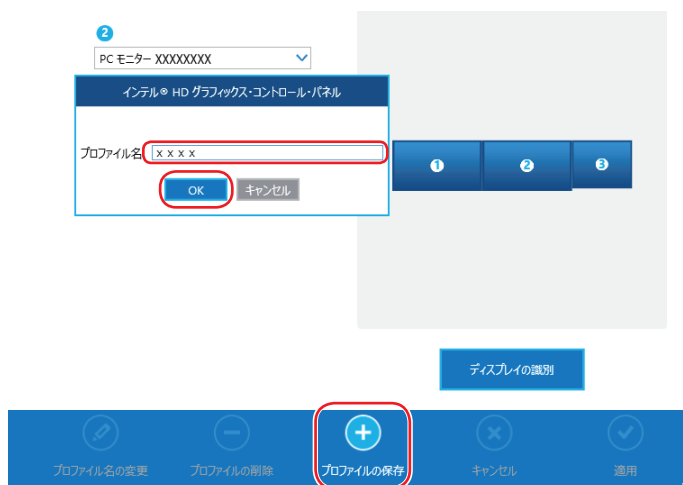 2
PC モニター XXXXXXXX
インテル® HD グラフィックス・コントロール・パネル
プロファイル名 x x x x
OK キャンセル
1 2 3
ディスプレイの識別
プロファイル名の変更 プロファイルの削除 プロファイルの保存 キャンセル 適用